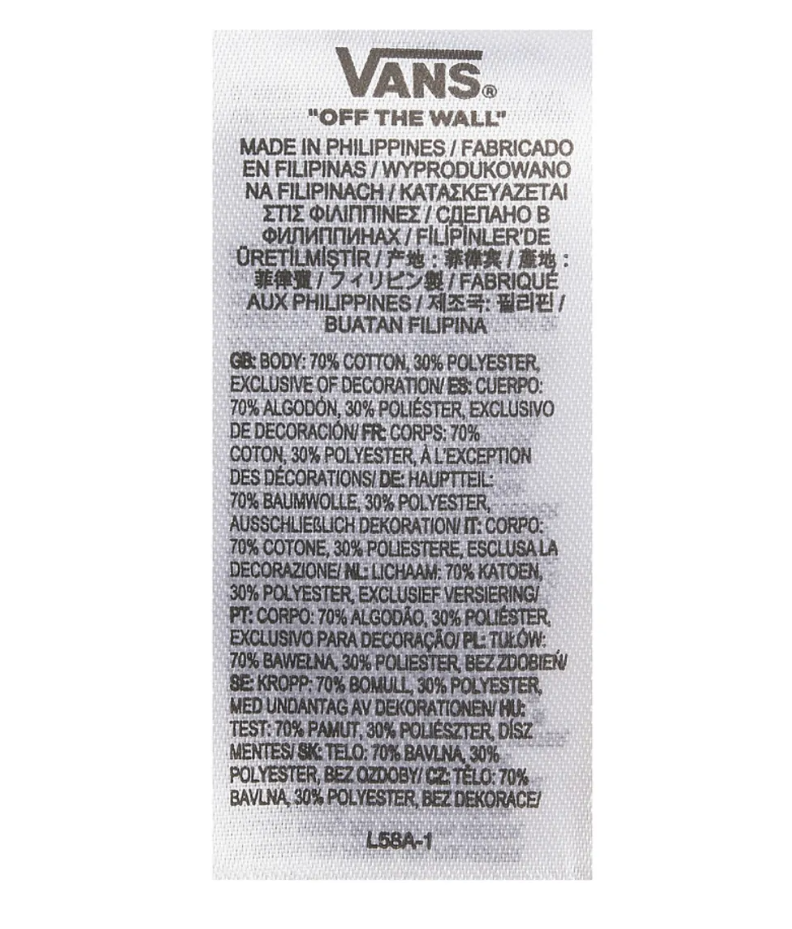 VANS®
"OFF THE WALL"
MADE IN PHILIPPINES / FABRICADO
EN FILIPINAS / WYPRODUKOWANO
NA FILIPINACH / ΚΑΤΑΣΚΕΥΑΖΕΤΑΙ
ΣΤΙΣ ΦΙΛΙΠΠΙΝΕΣ / СДЕЛАНО В
ФИЛИППИНАХ / FİLİPİNLER'DE
ÜRETİLMİŞTİR / 产地 : 菲律宾 / 產地 :
菲律賓 / フィリピン製 / FABRIQUÉ
AUX PHILIPPINES / 제조국: 필리핀 /
BUATAN FILIPINA
GB: BODY: 70% COTTON, 30% POLYESTER,
EXCLUSIVE OF DECORATION/ ES: CUERPO:
70% ALGODÓN, 30% POLIÉSTER, EXCLUSIVO
DE DECORACIÓN/ FR: CORPS: 70%
COTON, 30% POLYESTER, À L'EXCEPTION
DES DÉCORATIONS/ DE: HAUPTTEIL:
70% BAUMWOLLE, 30% POLYESTER,
AUSSCHLIEßLICH DEKORATION/ IT: CORPO:
70% COTONE, 30% POLIESTERE, ESCLUSA LA
DECORAZIONE/ NL: LICHAAM: 70% KATOEN,
30% POLYESTER, EXCLUSIEF VERSIERING/
PT: CORPO: 70% ALGODÃO, 30% POLIÉSTER,
EXCLUSIVO PARA DECORAÇÃO/ PL: TUŁÓW:
70% BAWEŁNA, 30% POLIESTER, BEZ ZDOBIEŃ/
SE: KROPP: 70% BOMULL, 30% POLYESTER,
MED UNDANTAG AV DEKORATIONEN/ HU:
TEST: 70% PAMUT, 30% POLIÉSZTER, DÍSZ
MENTES/ SK: TELO: 70% BAVLNA, 30%
POLYESTER, BEZ OZDOBY/ CZ: TĚLO: 70%
BAVLNA, 30% POLYESTER, BEZ DEKORACE/
L58A-1